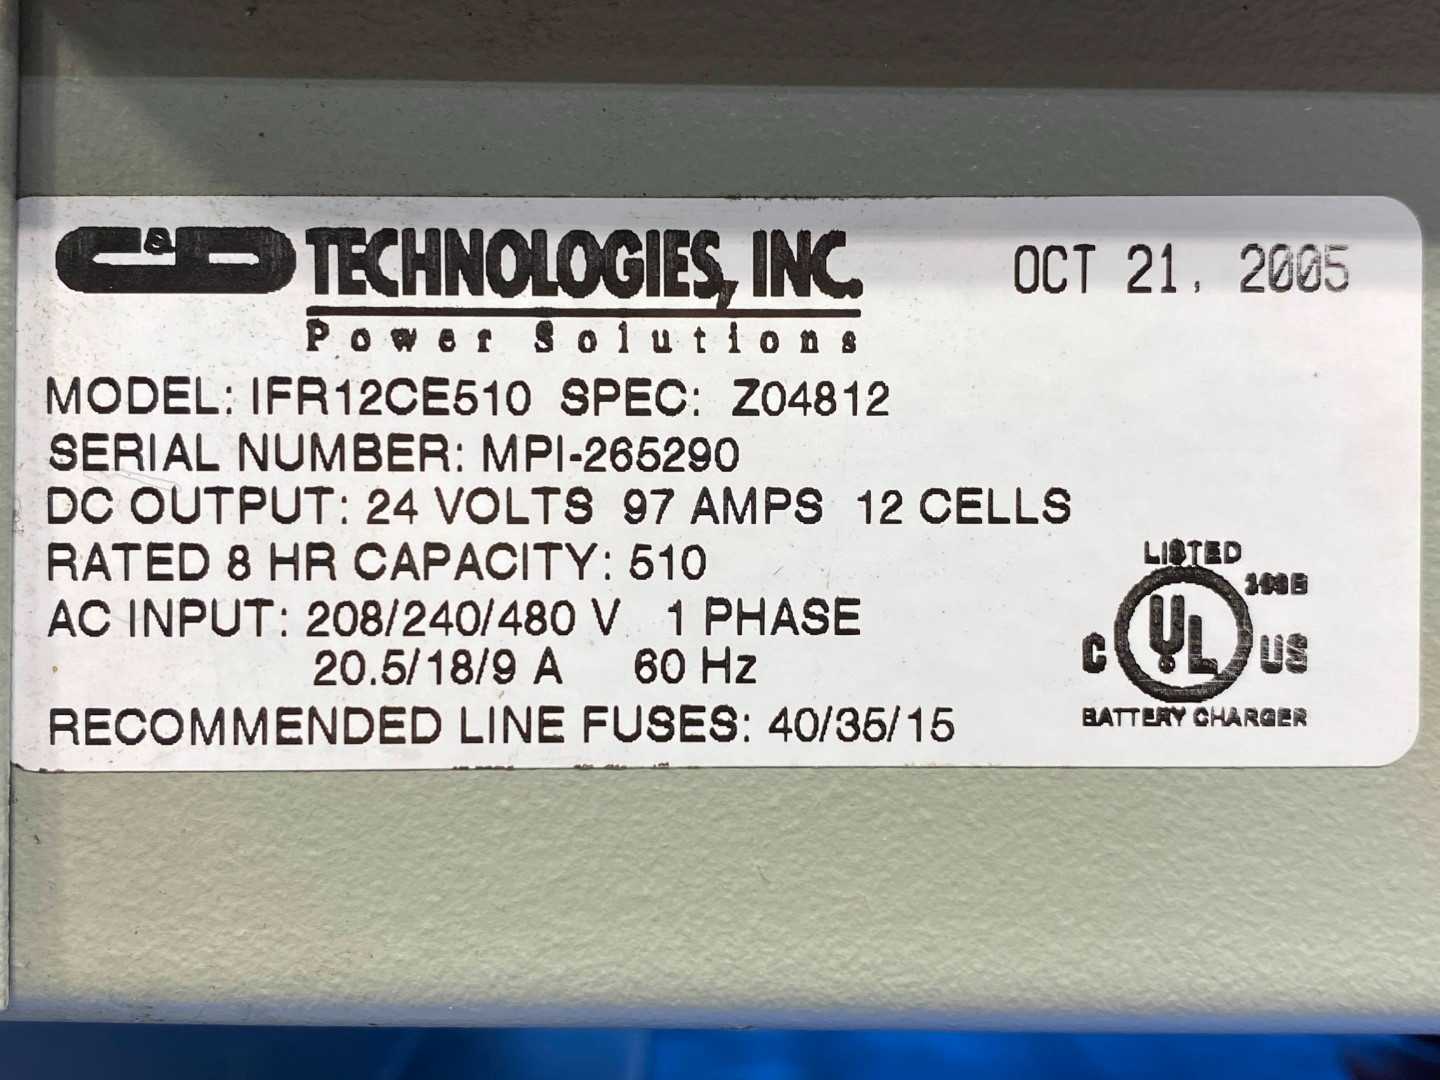 C&D TECHNOLOGIES, INC.
Power Solutions
OCT 21, 2005
MODEL: IFR12CE510 SPEC: Z04812
SERIAL NUMBER: MPI-265290
DC OUTPUT: 24 VOLTS 97 AMPS 12 CELLS
RATED 8 HR CAPACITY: 510
AC INPUT: 208/240/480 V 1 PHASE
20.5/18/9 A 60 Hz
RECOMMENDED LINE FUSES: 40/35/15
LISTED
C UL US
BATTERY CHARGER